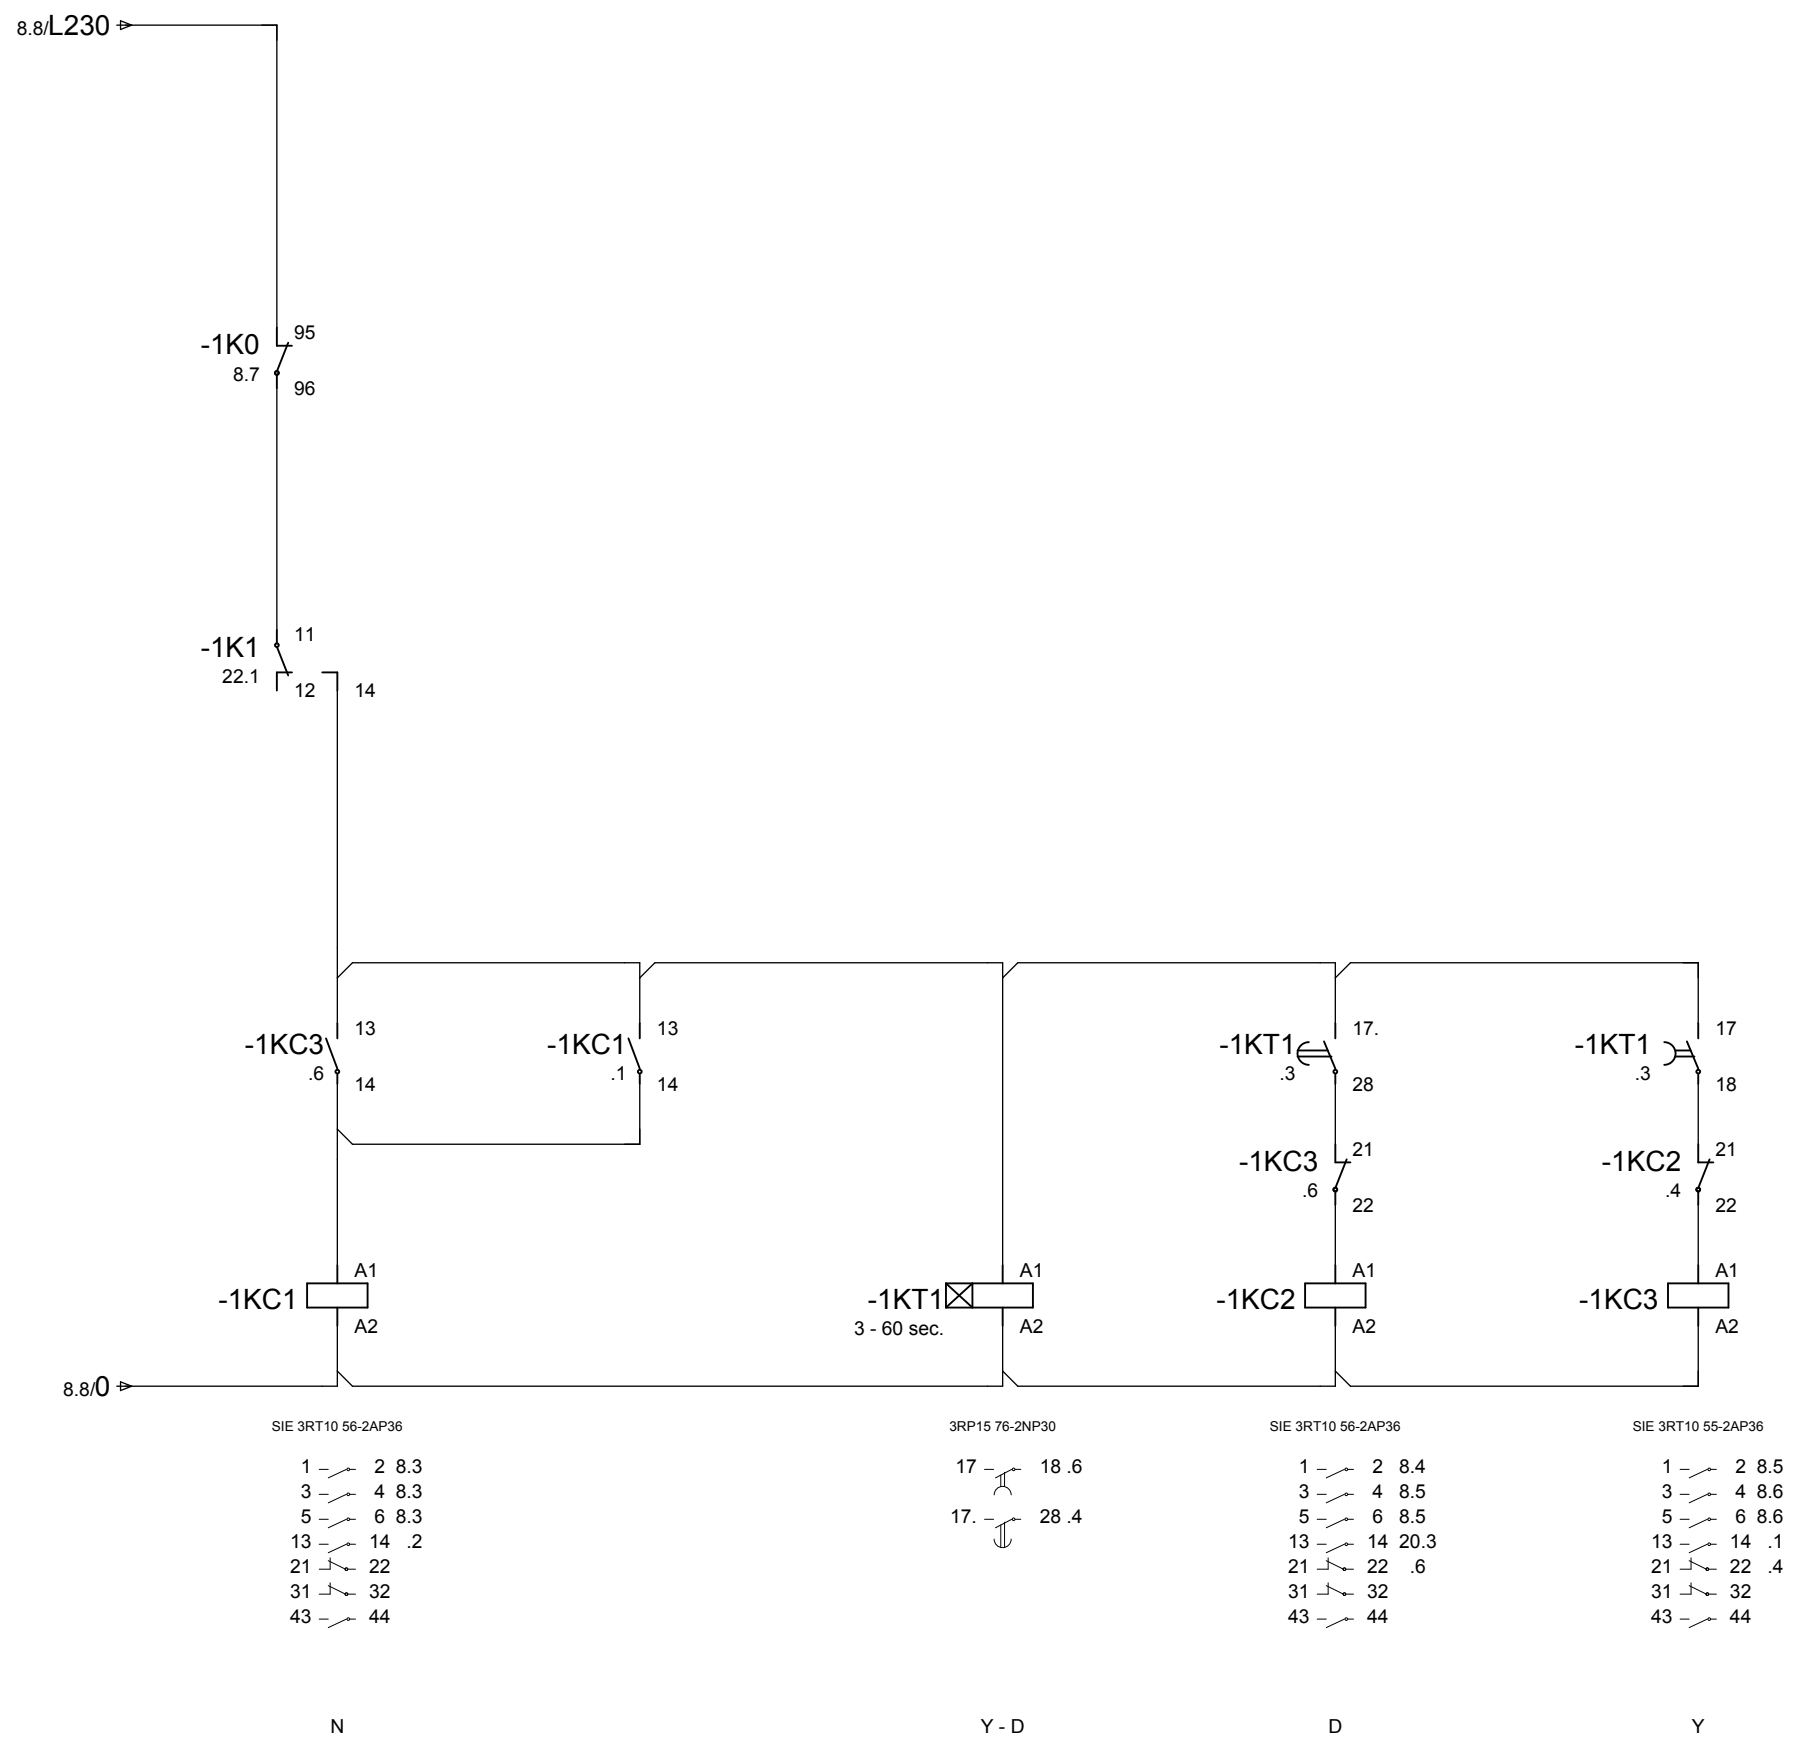 8.8/L230
-1K0 95
8.7 96
-1K1 11
22.1 12 14
-1KC3 13 -1KC1 13 -1KT1 17. -1KT1 17
.6 14 .1 14 .3 28 .3 18
-1KC3 21 -1KC2 21
.6 22 .4 22
-1KC1 A1 -1KT1 A1 -1KC2 A1 -1KC3 A1
A2 3 - 60 sec. A2 A2 A2
8.8/0
SIE 3RT10 56-2AP36 3RP15 76-2NP30 SIE 3RT10 56-2AP36 SIE 3RT10 55-2AP36
1 2 8.3 17 18 .6 1 2 8.4 1 2 8.5
3 4 8.3 3 4 8.5 3 4 8.6
5 6 8.3 17. 28 .4 5 6 8.5 5 6 8.6
13 14 .2 13 14 20.3 13 14 .1
21 22 21 22 .6 21 22 .4
31 32 31 32 31 32
43 44 43 44 43 44
N Y - D D Y